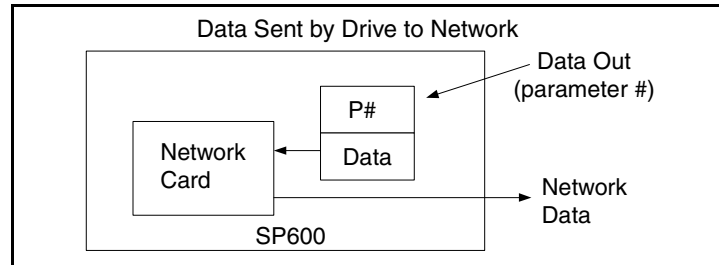 Data Sent by Drive to Network
Data Out
(parameter #)
P#
Data
Network
Card
Network
Data
SP600